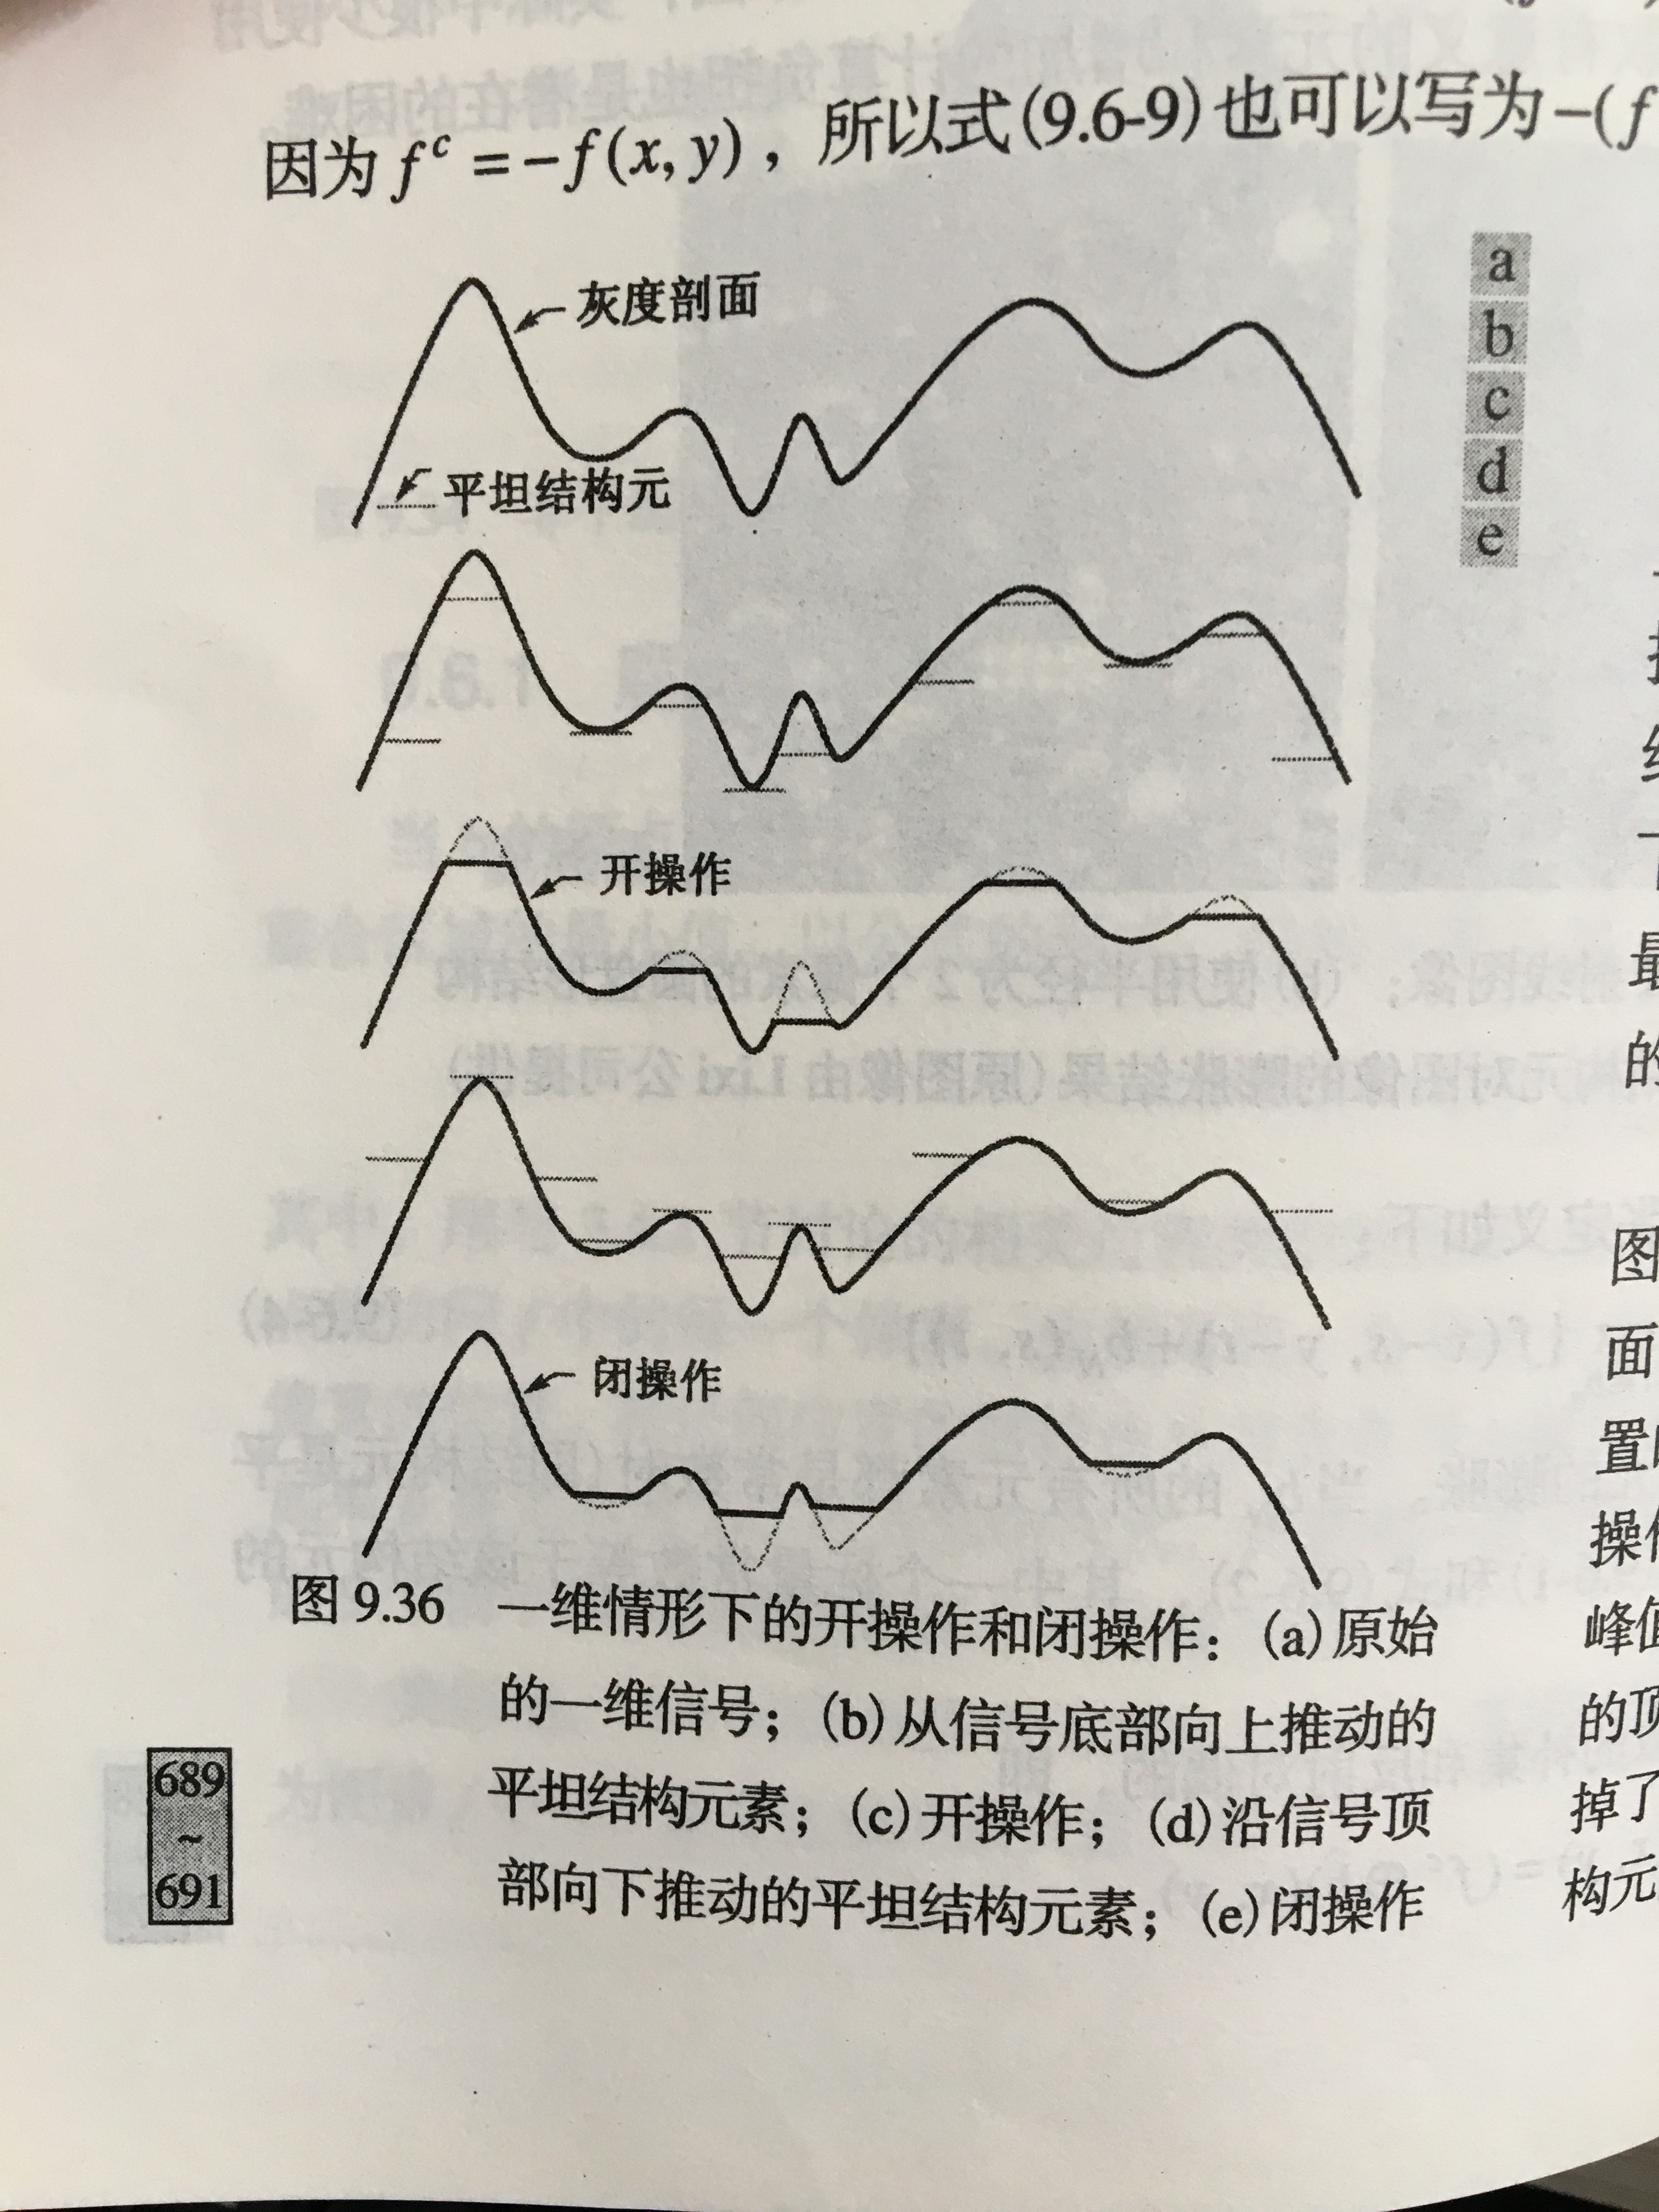 因为 fᶜ = −f(x, y)，所以式(9.6-9)也可以写为−(f
灰度剖面
平坦结构元
a
b
c
d
e
开操作
闭操作
图 9.36 一维情形下的开操作和闭操作：(a)原始
的一维信号；(b)从信号底部向上推动的
平坦结构元素；(c)开操作；(d)沿信号顶
部向下推动的平坦结构元素；(e)闭操作
689
~
691
最
的
图
面
置
操
峰值
的顶
掉了
构元